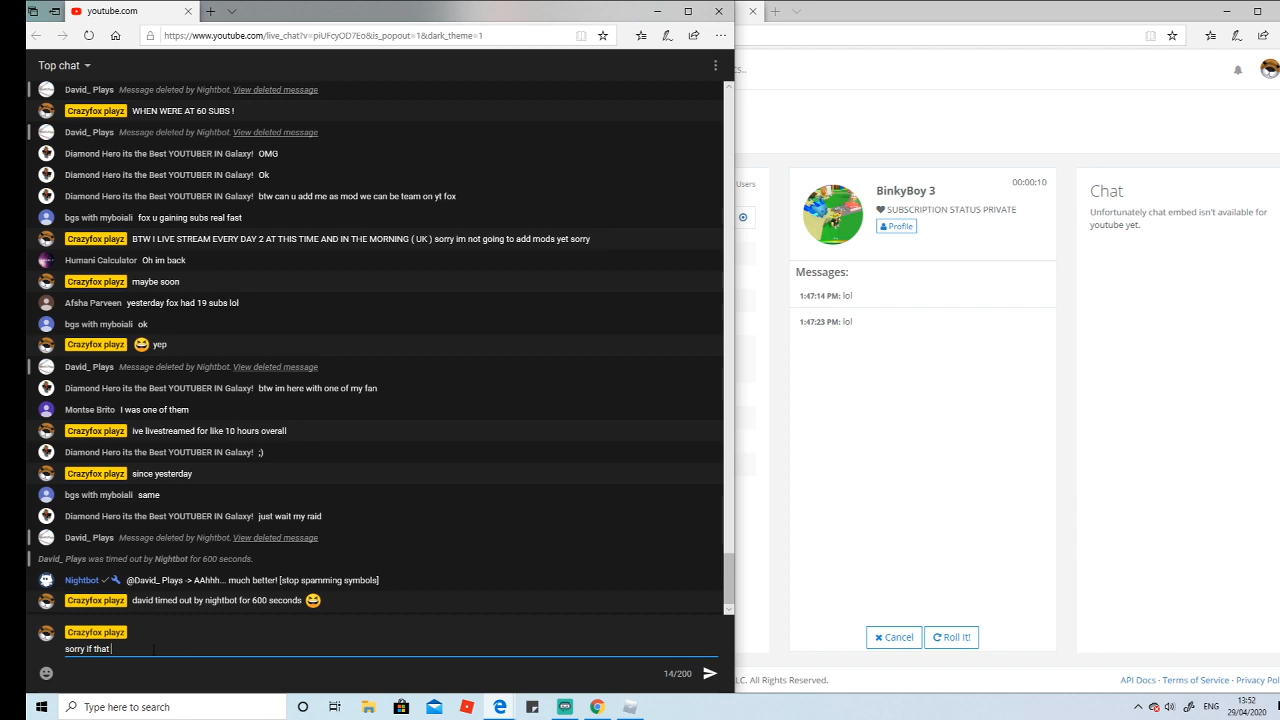 youtube.com
https://www.youtube.com/live_chat?v=piUFcyOD7Eo&is_popout=1&dark_theme=1
Top chat
David_ Plays Message deleted by Nightbot. View deleted message
Crazyfox playz WHEN WERE AT 60 SUBS !
David_ Plays Message deleted by Nightbot. View deleted message
Diamond Hero its the Best YOUTUBER IN Galaxy! OMG
Diamond Hero its the Best YOUTUBER IN Galaxy! Ok
Diamond Hero its the Best YOUTUBER IN Galaxy! btw can u add me as mod we can be team on yt fox
bgs with myboiali fox u gaining subs real fast
Crazyfox playz BTW I LIVE STREAM EVERY DAY 2 AT THIS TIME AND IN THE MORNING ( UK ) sorry im not going to add mods yet sorry
Humani Calculator Oh im back
Crazyfox playz maybe soon
Afsha Parveen yesterday fox had 19 subs lol
bgs with myboiali ok
Crazyfox playz 😆 yep
David_ Plays Message deleted by Nightbot. View deleted message
Diamond Hero its the Best YOUTUBER IN Galaxy! btw im here with one of my fan
Montse Brito I was one of them
Crazyfox playz ive livestreamed for like 10 hours overall
Diamond Hero its the Best YOUTUBER IN Galaxy! ;)
Crazyfox playz since yesterday
bgs with myboiali same
Diamond Hero its the Best YOUTUBER IN Galaxy! just wait my raid
David_ Plays Message deleted by Nightbot. View deleted message
David_ Plays was timed out by Nightbot for 600 seconds.
Nightbot @David_ Plays -> AAhhh... much better! [stop spamming symbols]
Crazyfox playz david timed out by nightbot for 600 seconds 😆
Crazyfox playz
sorry if that
14/200
Users
BinkyBoy 3
00:00:10
SUBSCRIPTION STATUS PRIVATE
Profile
Messages:
1:47:14 PM: lol
1:47:23 PM: lol
Cancel
Roll It!
Chat
Unfortunately chat embed isn't available for
youtube yet.
LC. All Rights Reserved.
API Docs - Terms of Service - Privacy Pol
Type here to search
ENG
13:52
29/04/2020